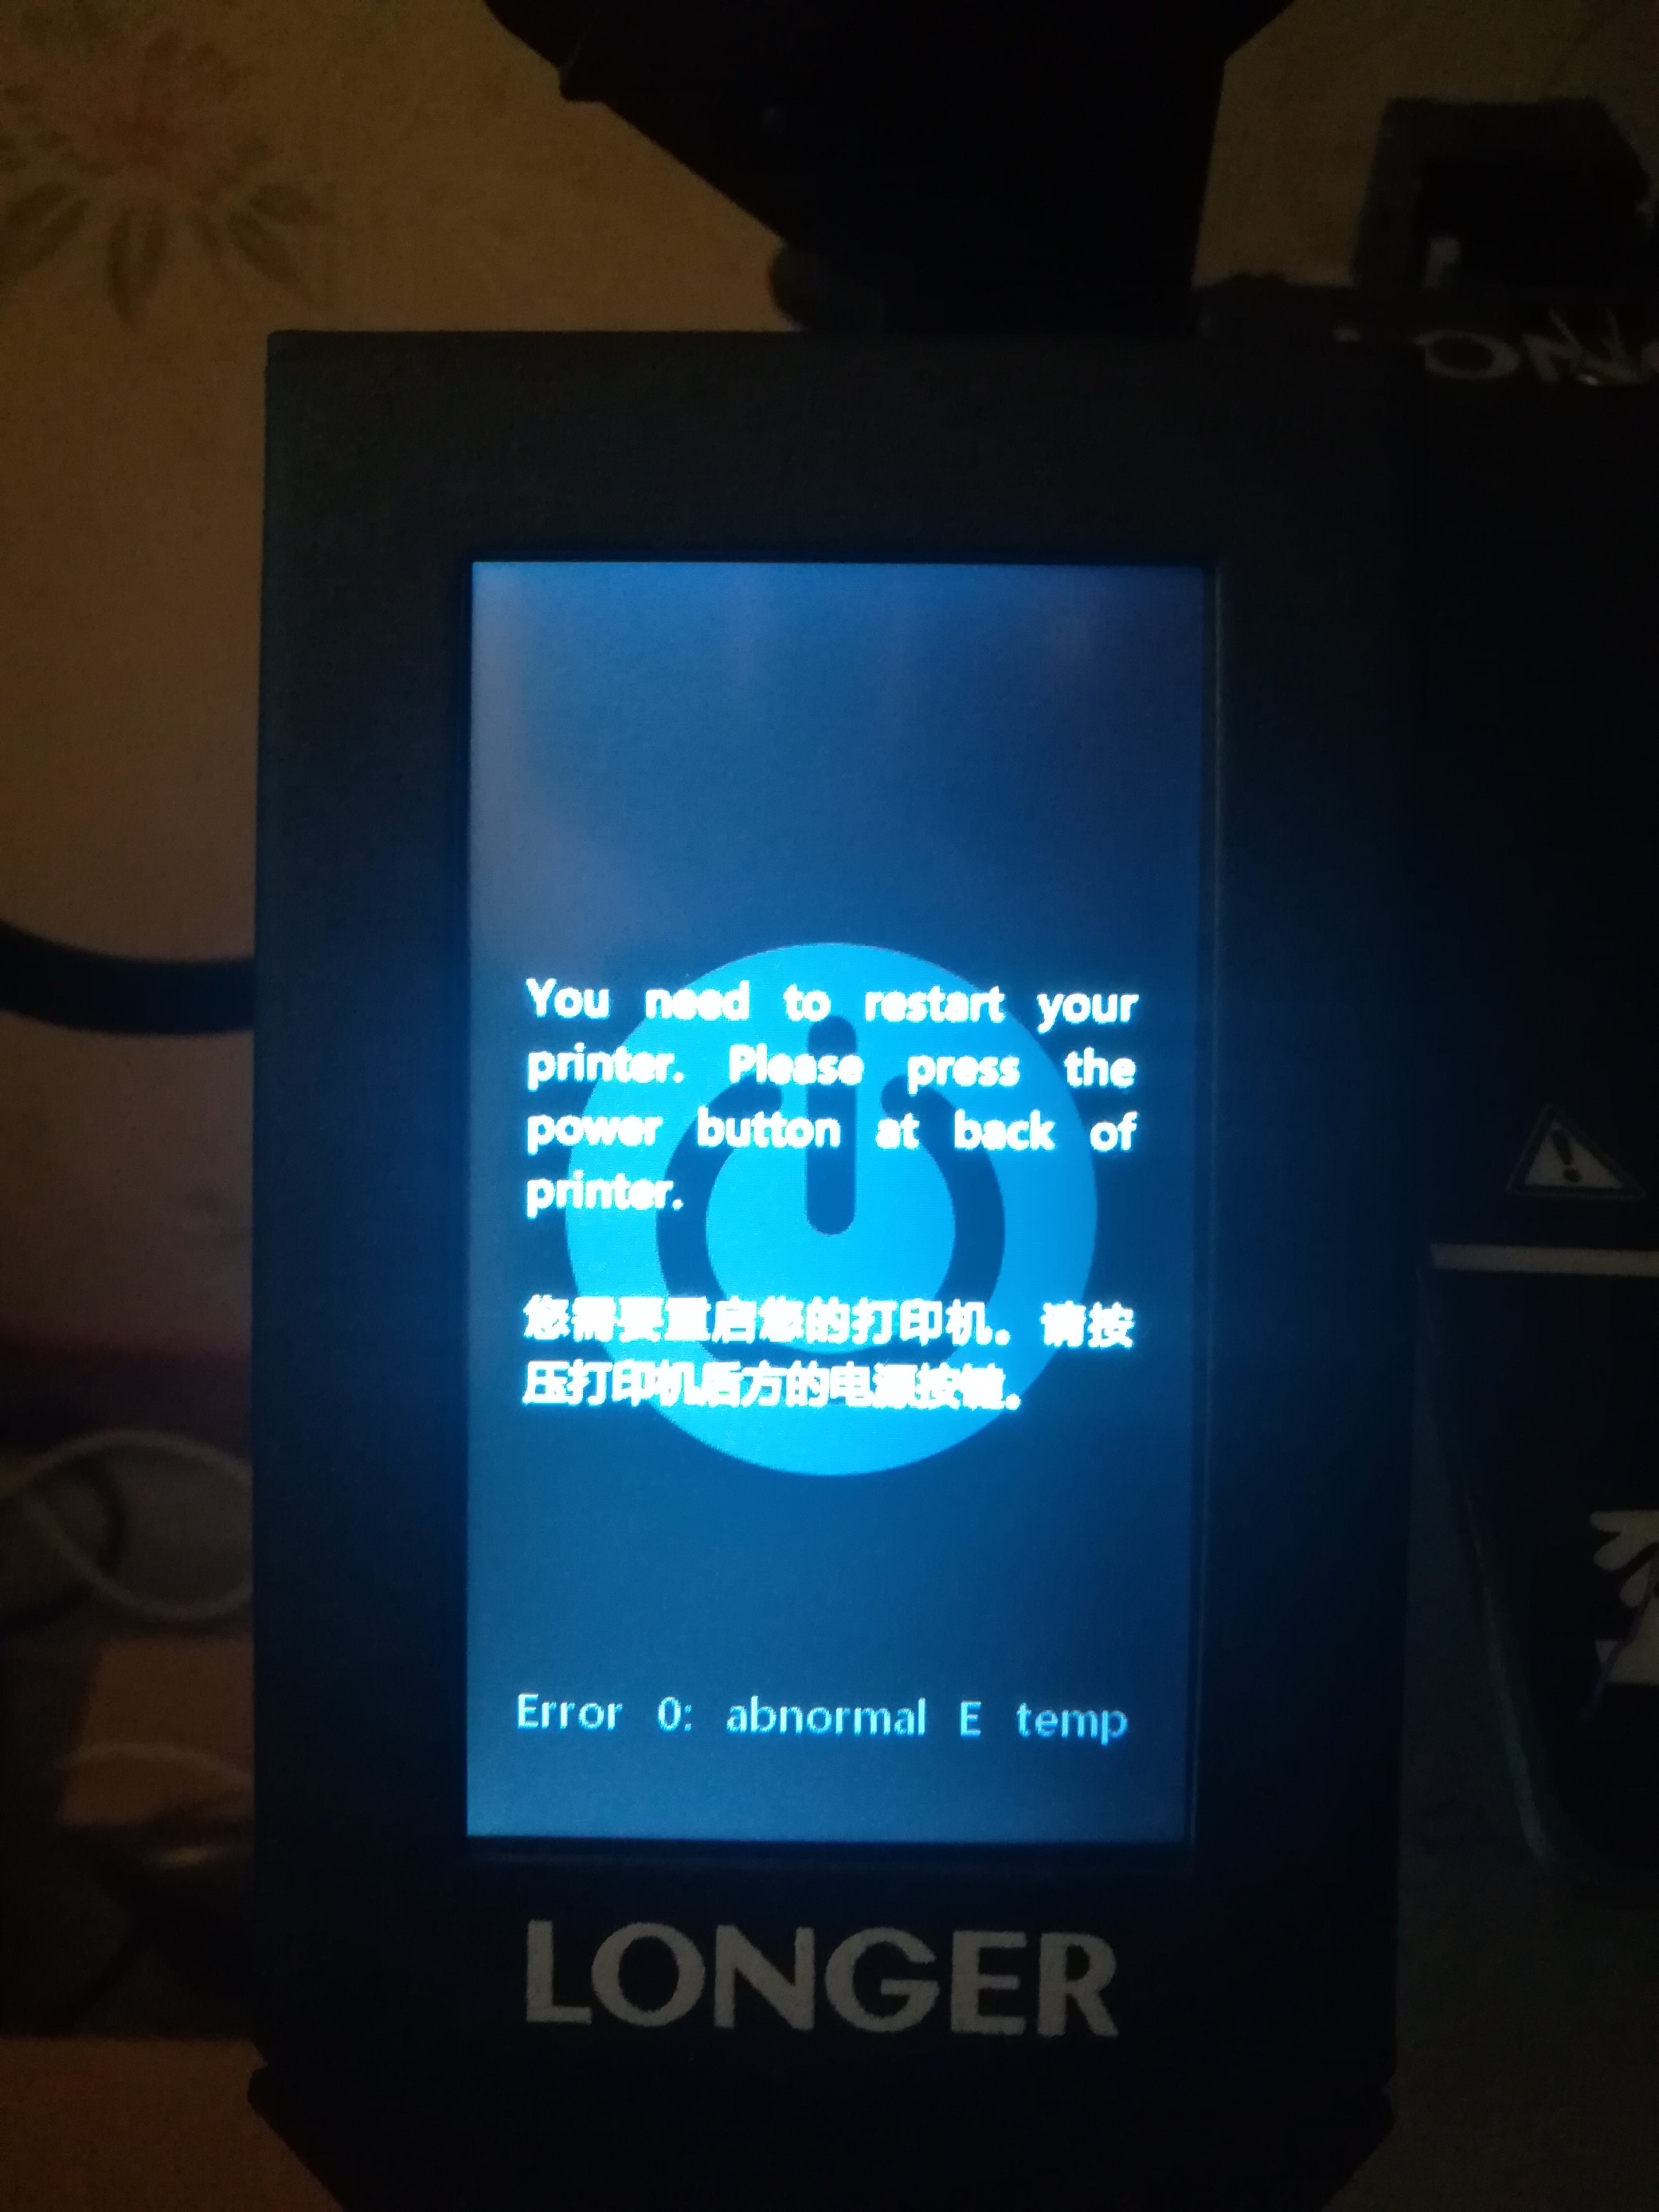 You need to restart your
printer. Please press the
power button at back of
printer.
您需要重启您的打印机。请按
压打印机后方的电源按键。
Error 0: abnormal E temp
LONGER